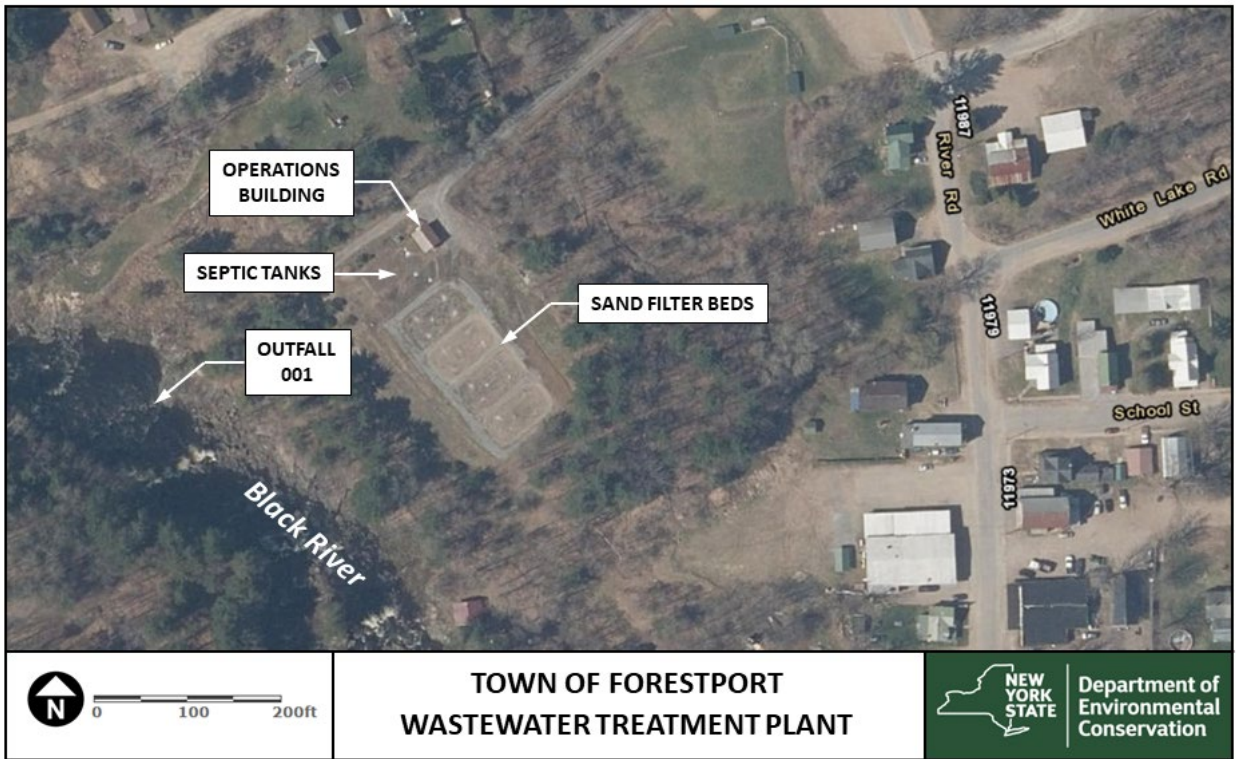 OPERATIONS
BUILDING
SEPTIC TANKS
SAND FILTER BEDS
OUTFALL
001
Black River
11987
River Rd
White Lake Rd
11979
School St
11973
N
0 100 200ft
TOWN OF FORESTPORT
WASTEWATER TREATMENT PLANT
NEW
YORK
STATE
Department of
Environmental
Conservation